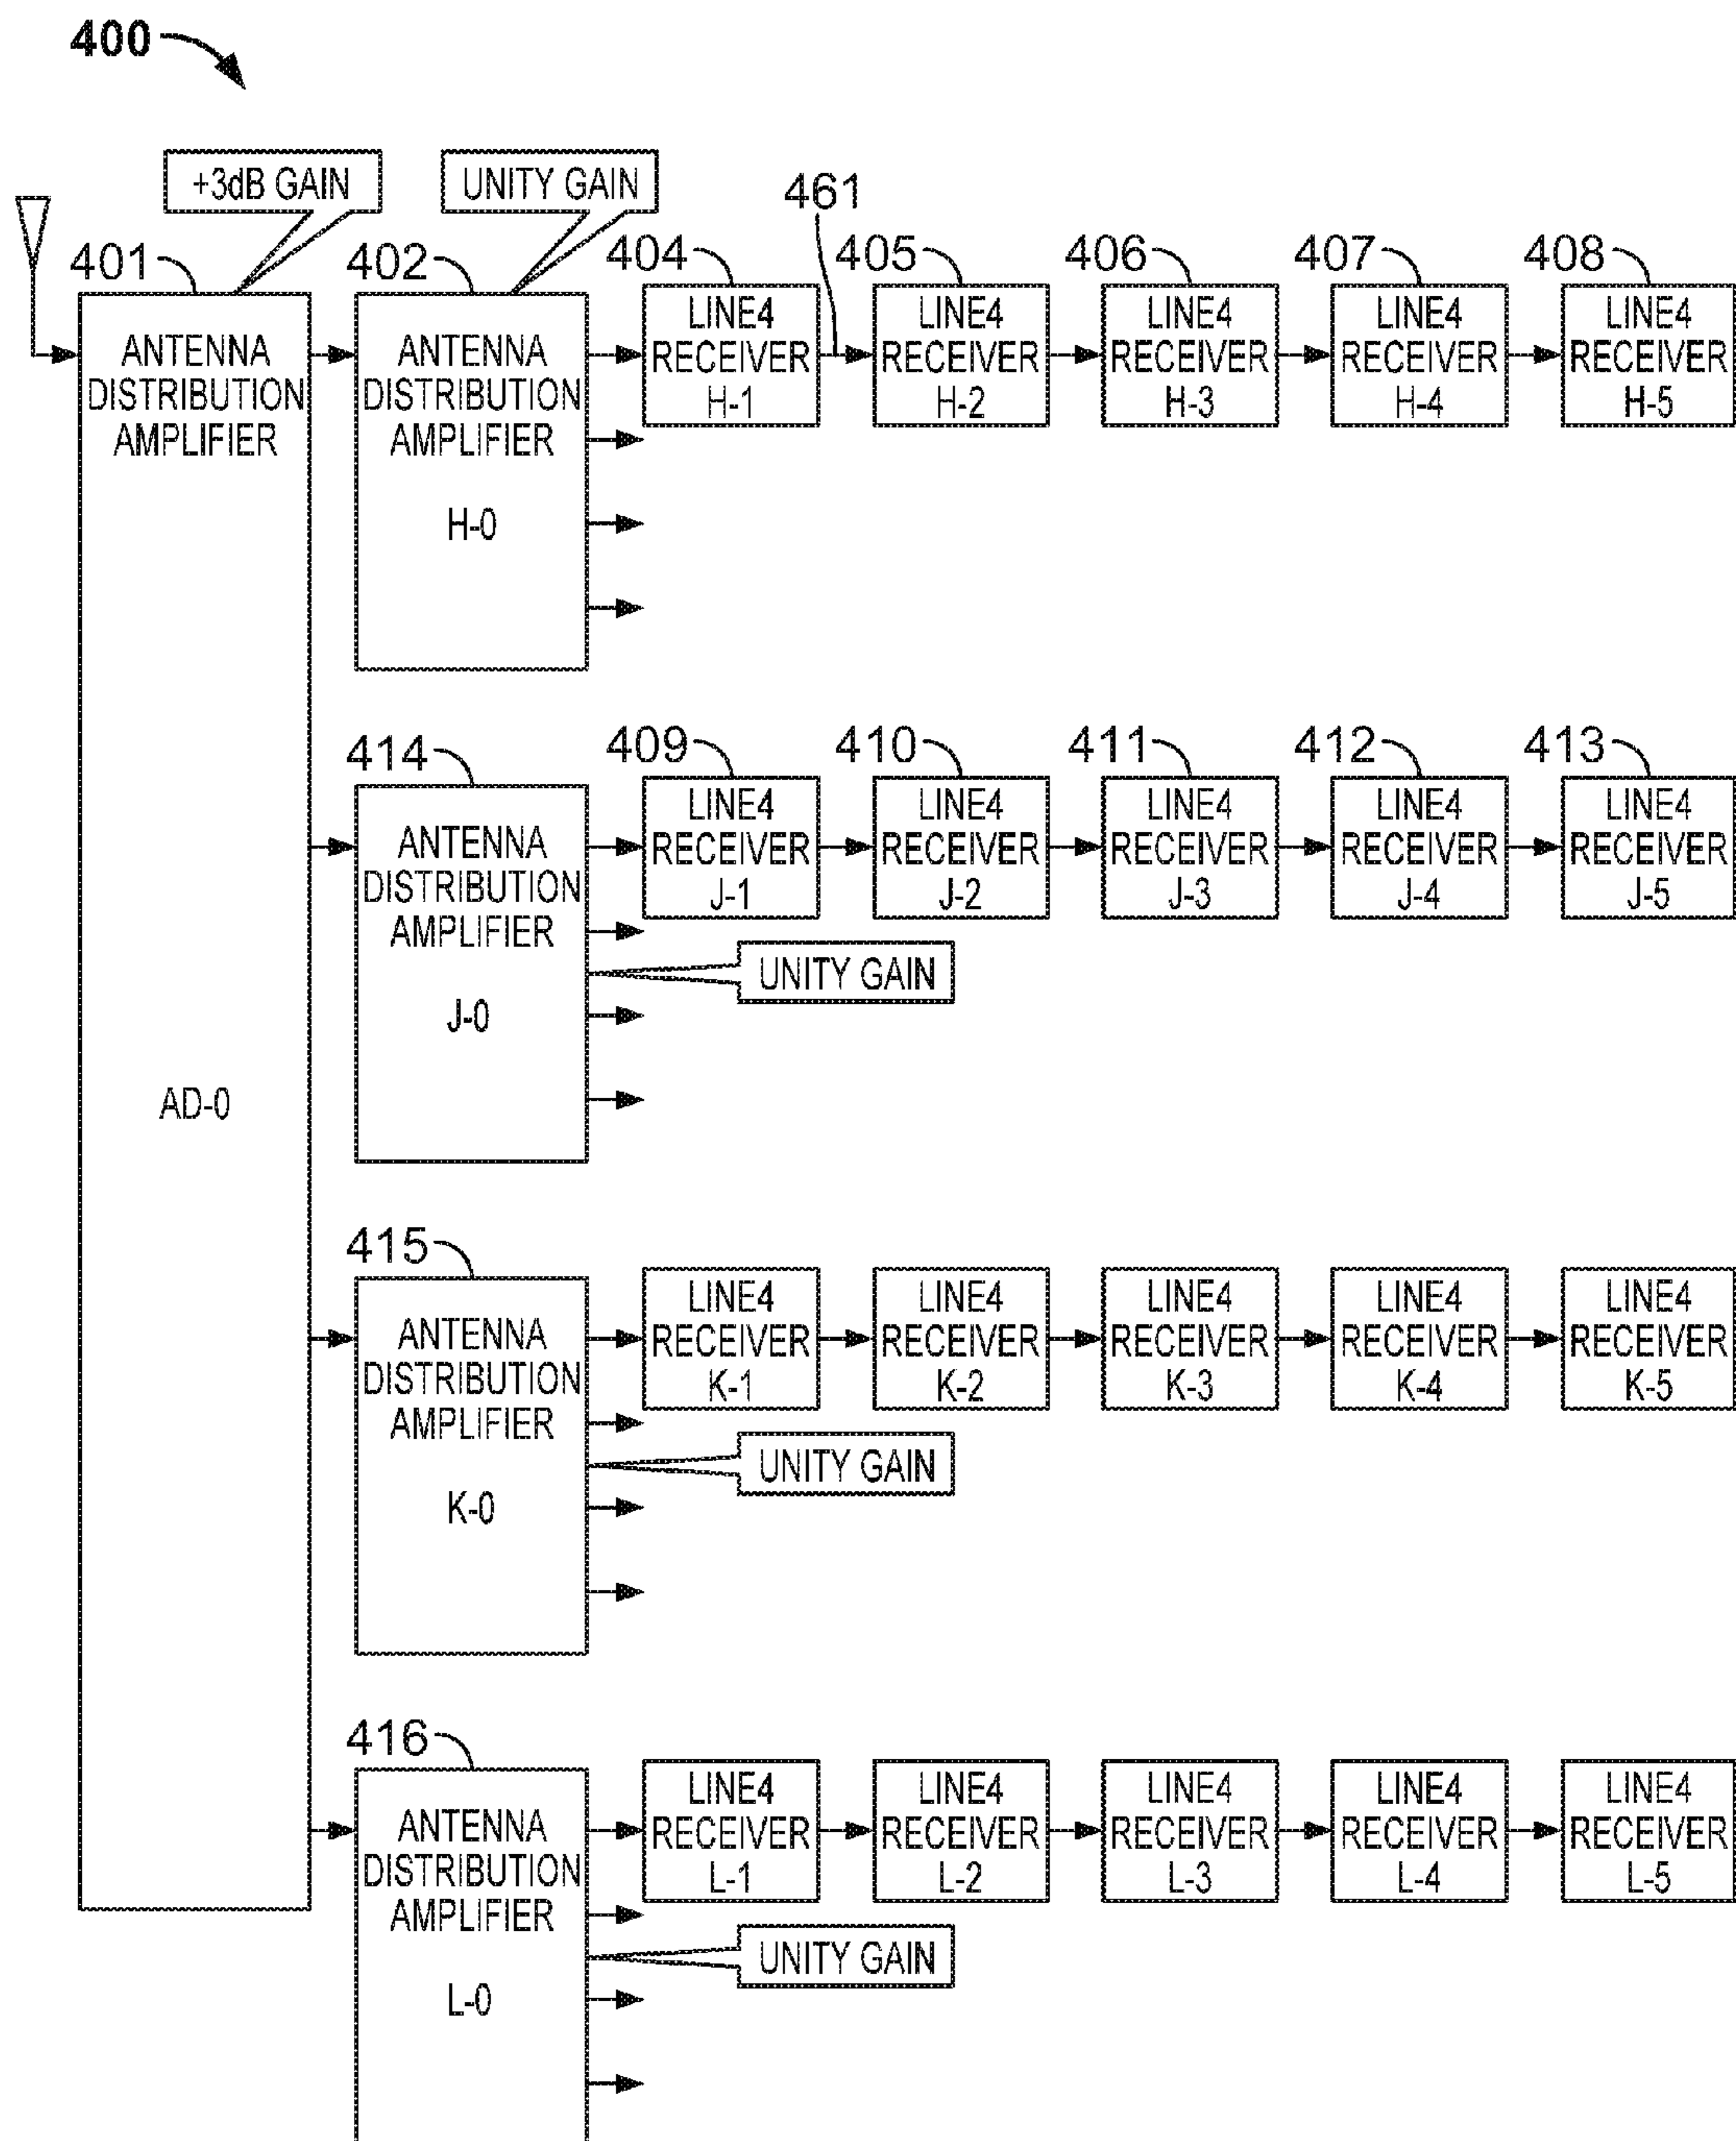 400
+3dB GAIN
UNITY GAIN
461
401
402
404
405
406
407
408
ANTENNA
DISTRIBUTION
AMPLIFIER
AD-0
ANTENNA
DISTRIBUTION
AMPLIFIER
H-0
LINE4
RECEIVER
H-1
LINE4
RECEIVER
H-2
LINE4
RECEIVER
H-3
LINE4
RECEIVER
H-4
LINE4
RECEIVER
H-5
414
409
410
411
412
413
ANTENNA
DISTRIBUTION
AMPLIFIER
J-0
LINE4
RECEIVER
J-1
LINE4
RECEIVER
J-2
LINE4
RECEIVER
J-3
LINE4
RECEIVER
J-4
LINE4
RECEIVER
J-5
UNITY GAIN
415
ANTENNA
DISTRIBUTION
AMPLIFIER
K-0
LINE4
RECEIVER
K-1
LINE4
RECEIVER
K-2
LINE4
RECEIVER
K-3
LINE4
RECEIVER
K-4
LINE4
RECEIVER
K-5
UNITY GAIN
416
ANTENNA
DISTRIBUTION
AMPLIFIER
L-0
LINE4
RECEIVER
L-1
LINE4
RECEIVER
L-2
LINE4
RECEIVER
L-3
LINE4
RECEIVER
L-4
LINE4
RECEIVER
L-5
UNITY GAIN